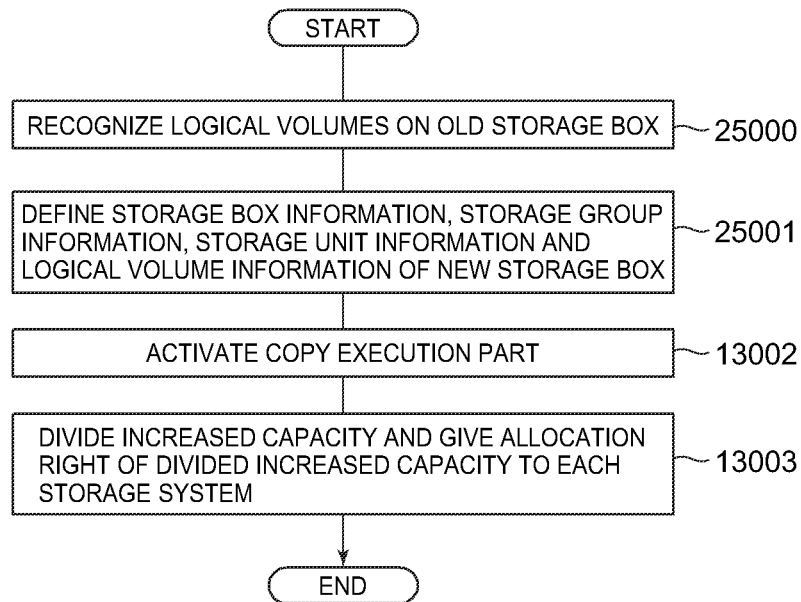 START
RECOGNIZE LOGICAL VOLUMES ON OLD STORAGE BOX
25000
DEFINE STORAGE BOX INFORMATION, STORAGE GROUP
INFORMATION, STORAGE UNIT INFORMATION AND
LOGICAL VOLUME INFORMATION OF NEW STORAGE BOX
25001
ACTIVATE COPY EXECUTION PART
13002
DIVIDE INCREASED CAPACITY AND GIVE ALLOCATION
RIGHT OF DIVIDED INCREASED CAPACITY TO EACH
STORAGE SYSTEM
13003
END